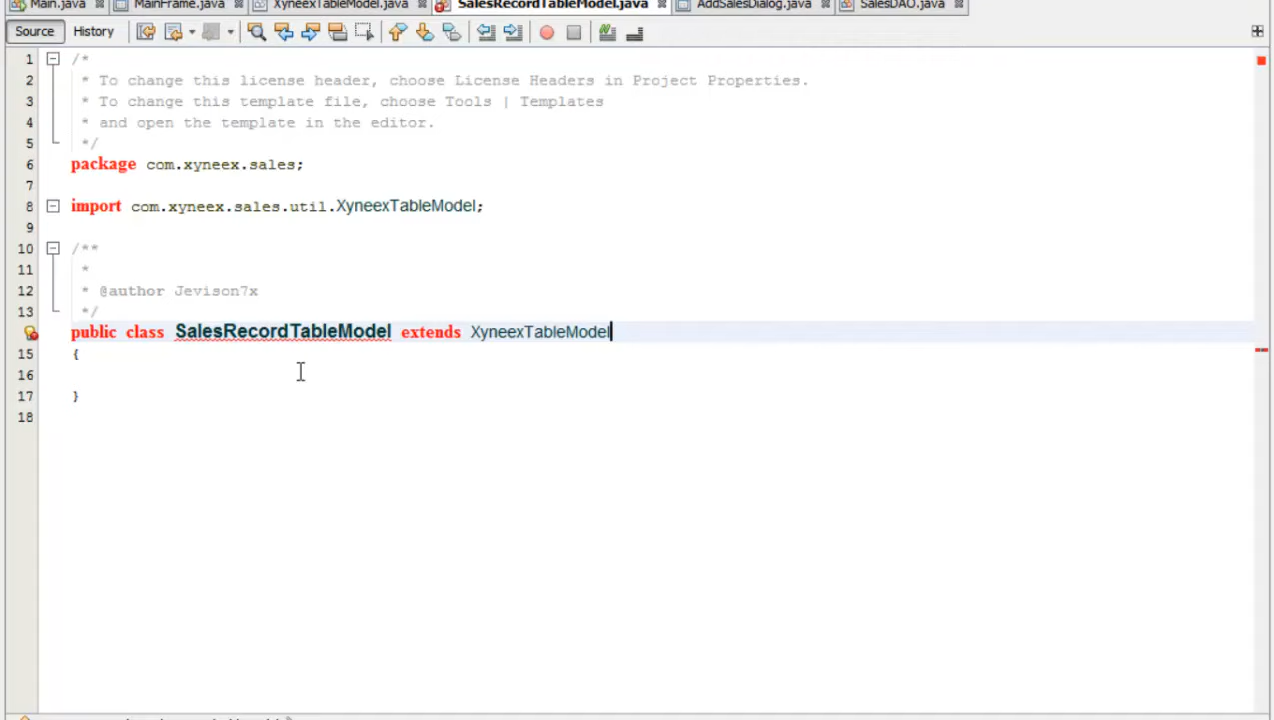 Main.java MainFrame.java XyneexTableModel.java SalesRecordTableModel.java AddSalesDialog.java SalesDAO.java
Source History
1 /*
2 * To change this license header, choose License Headers in Project Properties.
3 * To change this template file, choose Tools | Templates
4 * and open the template in the editor.
5 */
6 package com.xyneex.sales;
7
8 import com.xyneex.sales.util.XyneexTableModel;
9
10 /**
11 *
12 * @author Jevison7x
13 */
public class SalesRecordTableModel extends XyneexTableModel
15 {
16
17 }
18